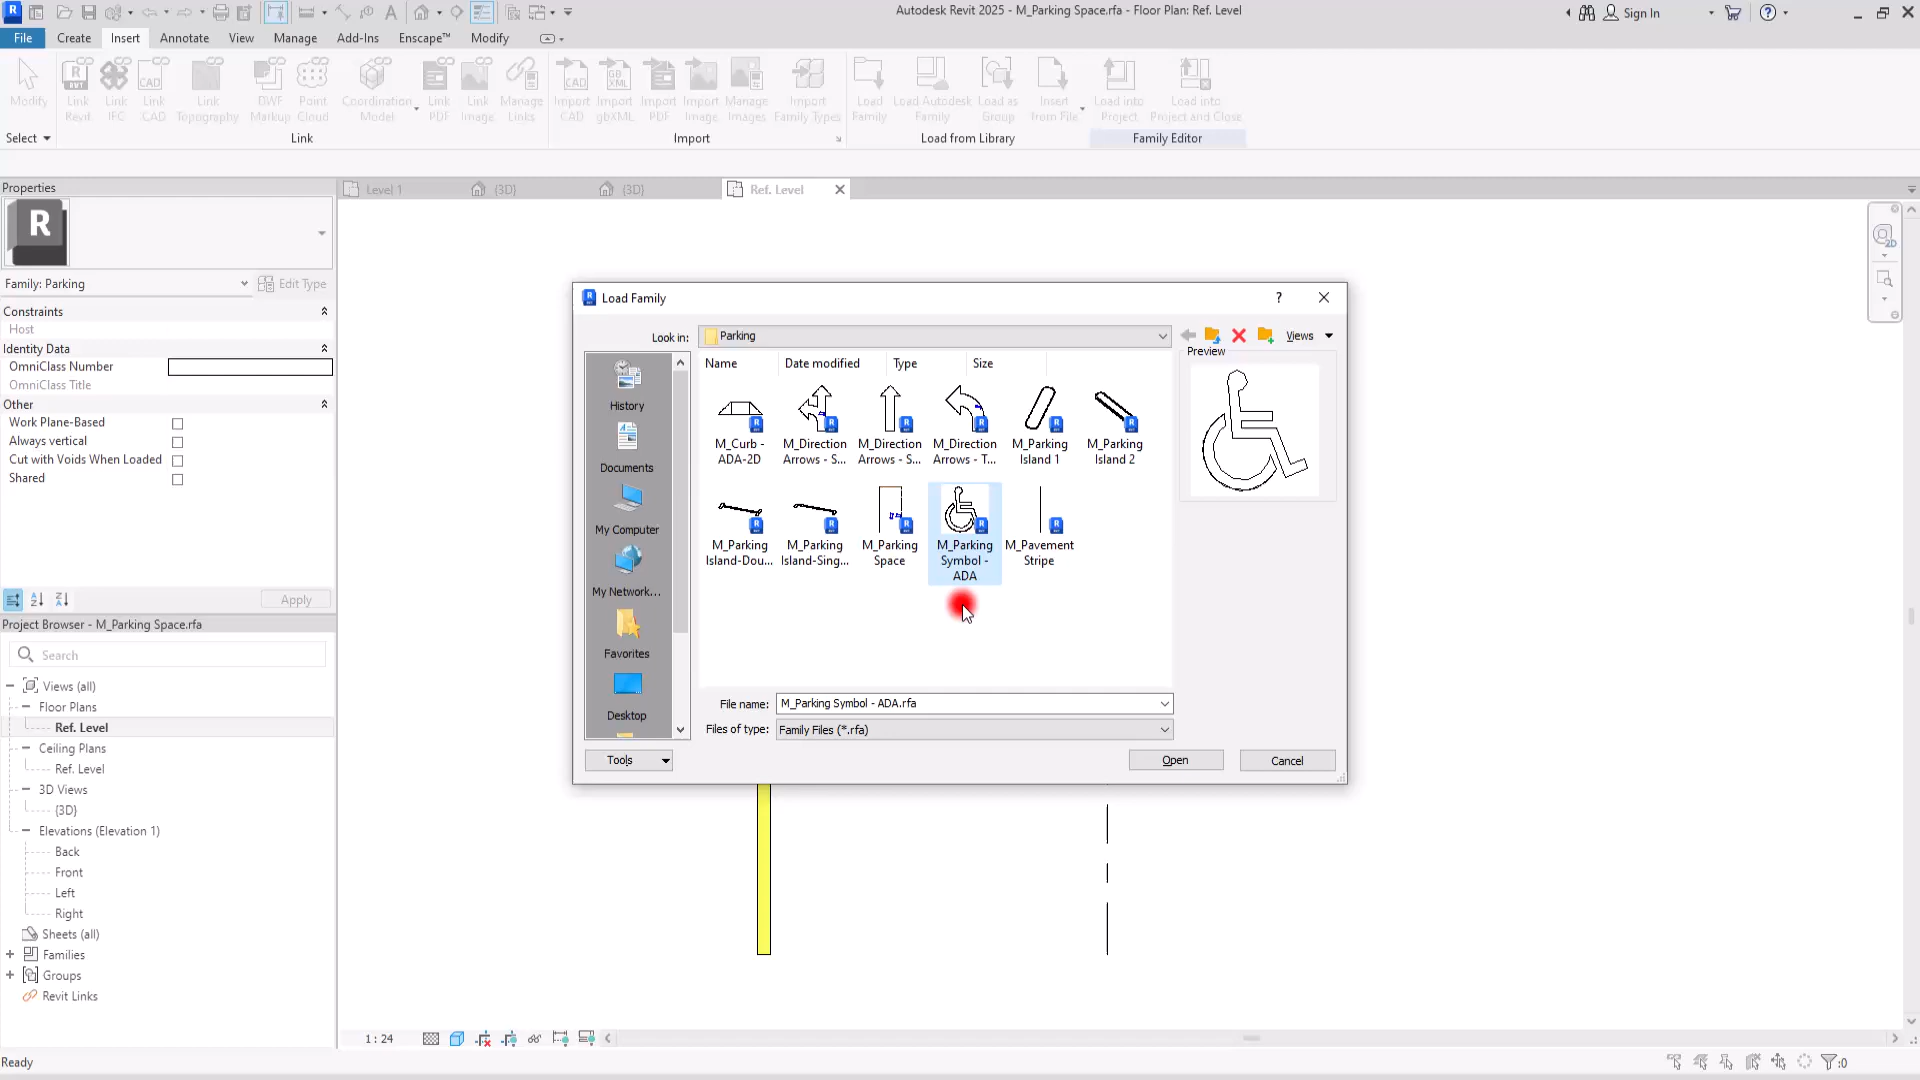 Autodesk Revit 2025 - M_Parking Space.rfa - Floor Plan: Ref. Level
Sign In
File Create Insert Annotate View Manage Add-Ins Enscape™ Modify
Modify
Link Revit
Link IFC
Link CAD
Link Topography
DWF Markup
Point Cloud
Coordination Model
Link PDF
Link Image
Manage Links
Import CAD
Import gbXML
Import PDF
Import Image
Manage Images
Import Family Types
Load Family
Load Autodesk Family
Load as Group
Insert from File
Load into Project
Load into Project and Close
Select
Link
Import
Load from Library
Family Editor
Properties
Level 1
{3D}
{3D}
Ref. Level
R
Family: Parking
Edit Type
Constraints
Host
Identity Data
OmniClass Number
OmniClass Title
Other
Work Plane-Based
Always vertical
Cut with Voids When Loaded
Shared
Apply
Project Browser - M_Parking Space.rfa
Search
Views (all)
Floor Plans
Ref. Level
Ceiling Plans
Ref. Level
3D Views
{3D}
Elevations (Elevation 1)
Back
Front
Left
Right
Sheets (all)
Families
Groups
Revit Links
Load Family
Look in:
Parking
Views
Preview
Name Date modified Type Size
History
Documents
My Computer
My Network...
Favorites
Desktop
M_Curb - ADA-2D
M_Direction Arrows - S...
M_Direction Arrows - S...
M_Direction Arrows - T...
M_Parking Island 1
M_Parking Island 2
M_Parking Island-Dou...
M_Parking Island-Sing...
M_Parking Space
M_Parking Symbol - ADA
M_Pavement Stripe
File name: M_Parking Symbol - ADA.rfa
Files of type: Family Files (*.rfa)
Tools
Open
Cancel
1 : 24
Ready
:0